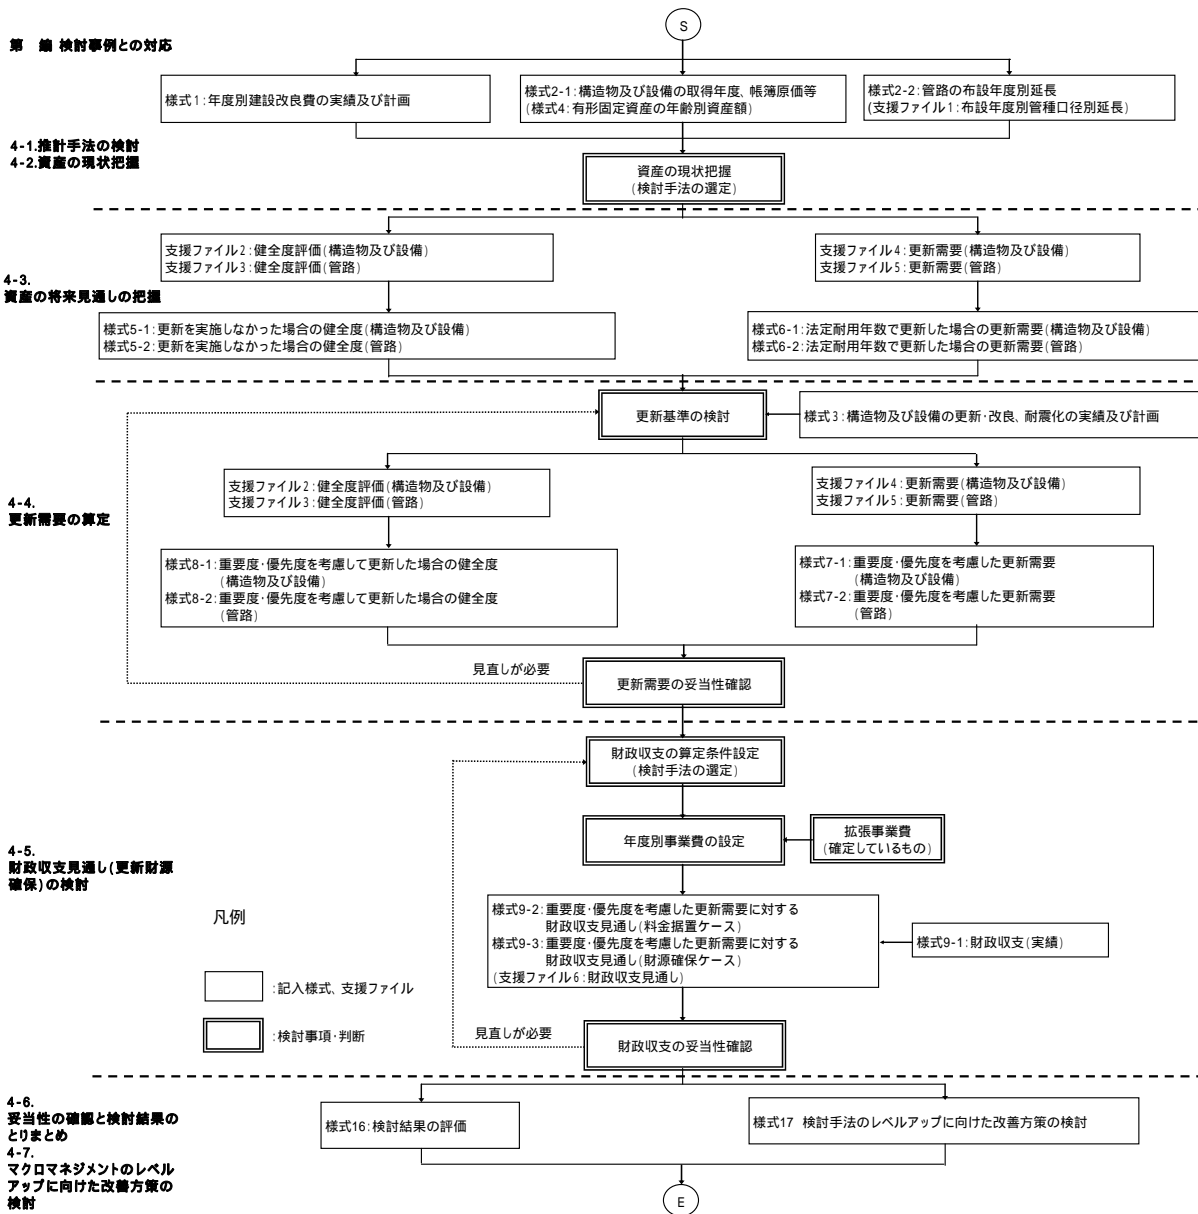 S
第　編 検討事例との対応
様式1：年度別建設改良費の実績及び計画
様式2-1：構造物及び設備の取得年度、帳簿原価等
(様式4：有形固定資産の年齢別資産額)
様式2-2：管路の布設年度別延長
(支援ファイル1：布設年度別管種口径別延長)
4-1.推計手法の検討
4-2.資産の現状把握
資産の現状把握
(検討手法の選定)
支援ファイル2：健全度評価(構造物及び設備)
支援ファイル3：健全度評価(管路)
支援ファイル4：更新需要(構造物及び設備)
支援ファイル5：更新需要(管路)
4-3.
資産の将来見通しの把握
様式5-1：更新を実施しなかった場合の健全度(構造物及び設備)
様式5-2：更新を実施しなかった場合の健全度(管路)
様式6-1：法定耐用年数で更新した場合の更新需要(構造物及び設備)
様式6-2：法定耐用年数で更新した場合の更新需要(管路)
更新基準の検討
様式3：構造物及び設備の更新・改良、耐震化の実績及び計画
4-4.
更新需要の算定
支援ファイル2：健全度評価(構造物及び設備)
支援ファイル3：健全度評価(管路)
支援ファイル4：更新需要(構造物及び設備)
支援ファイル5：更新需要(管路)
様式8-1：重要度・優先度を考慮して更新した場合の健全度
(構造物及び設備)
様式8-2：重要度・優先度を考慮して更新した場合の健全度
(管路)
様式7-1：重要度・優先度を考慮した更新需要
(構造物及び設備)
様式7-2：重要度・優先度を考慮した更新需要
(管路)
見直しが必要
更新需要の妥当性確認
財政収支の算定条件設定
(検討手法の選定)
年度別事業費の設定
拡張事業費
(確定しているもの)
4-5.
財政収支見通し(更新財源
確保)の検討
様式9-2：重要度・優先度を考慮した更新需要に対する
財政収支見通し(料金据置ケース)
様式9-3：重要度・優先度を考慮した更新需要に対する
財政収支見通し(財源確保ケース)
(支援ファイル6：財政収支見通し)
様式9-1：財政収支(実績)
凡例
：記入様式、支援ファイル
：検討事項・判断
見直しが必要
財政収支の妥当性確認
4-6.
妥当性の確認と検討結果の
とりまとめ
4-7.
マクロマネジメントのレベル
アップに向けた改善方策の
検討
様式16：検討結果の評価
様式17　検討手法のレベルアップに向けた改善方策の検討
E